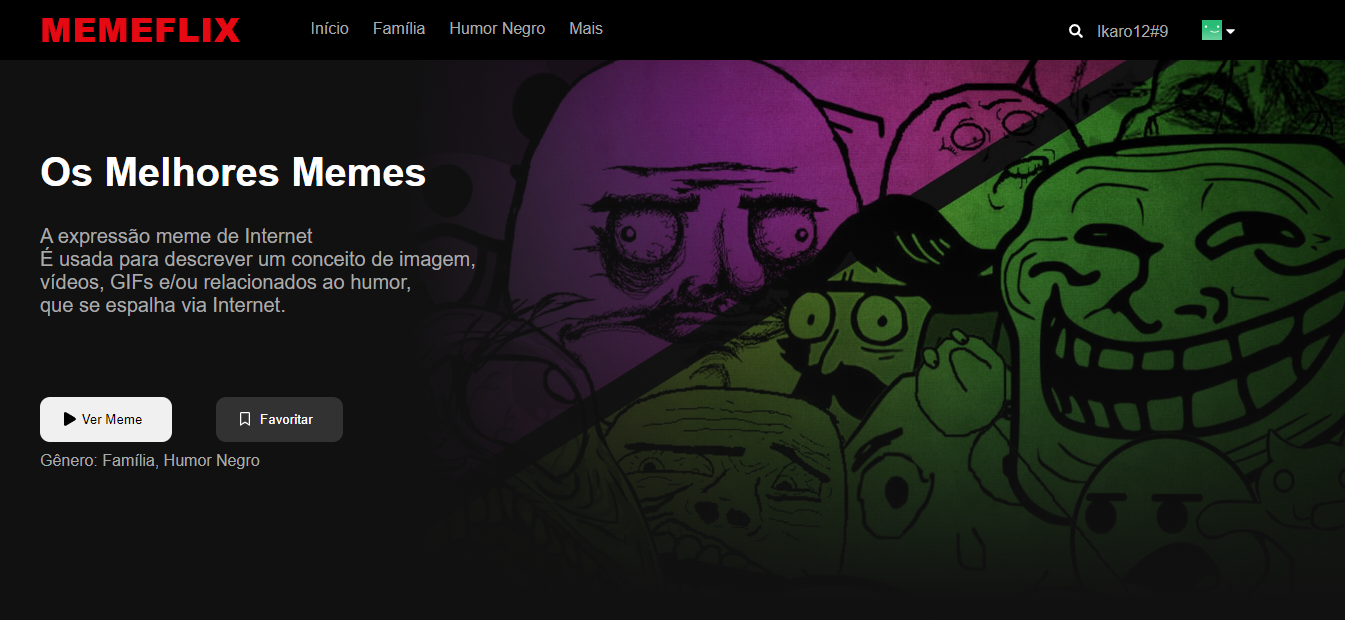 MEMEFLIX
Início Família Humor Negro Mais
Ikaro12#9
Os Melhores Memes
A expressão meme de Internet
É usada para descrever um conceito de imagem,
vídeos, GIFs e/ou relacionados ao humor,
que se espalha via Internet.
Ver Meme
Favoritar
Gênero: Família, Humor Negro